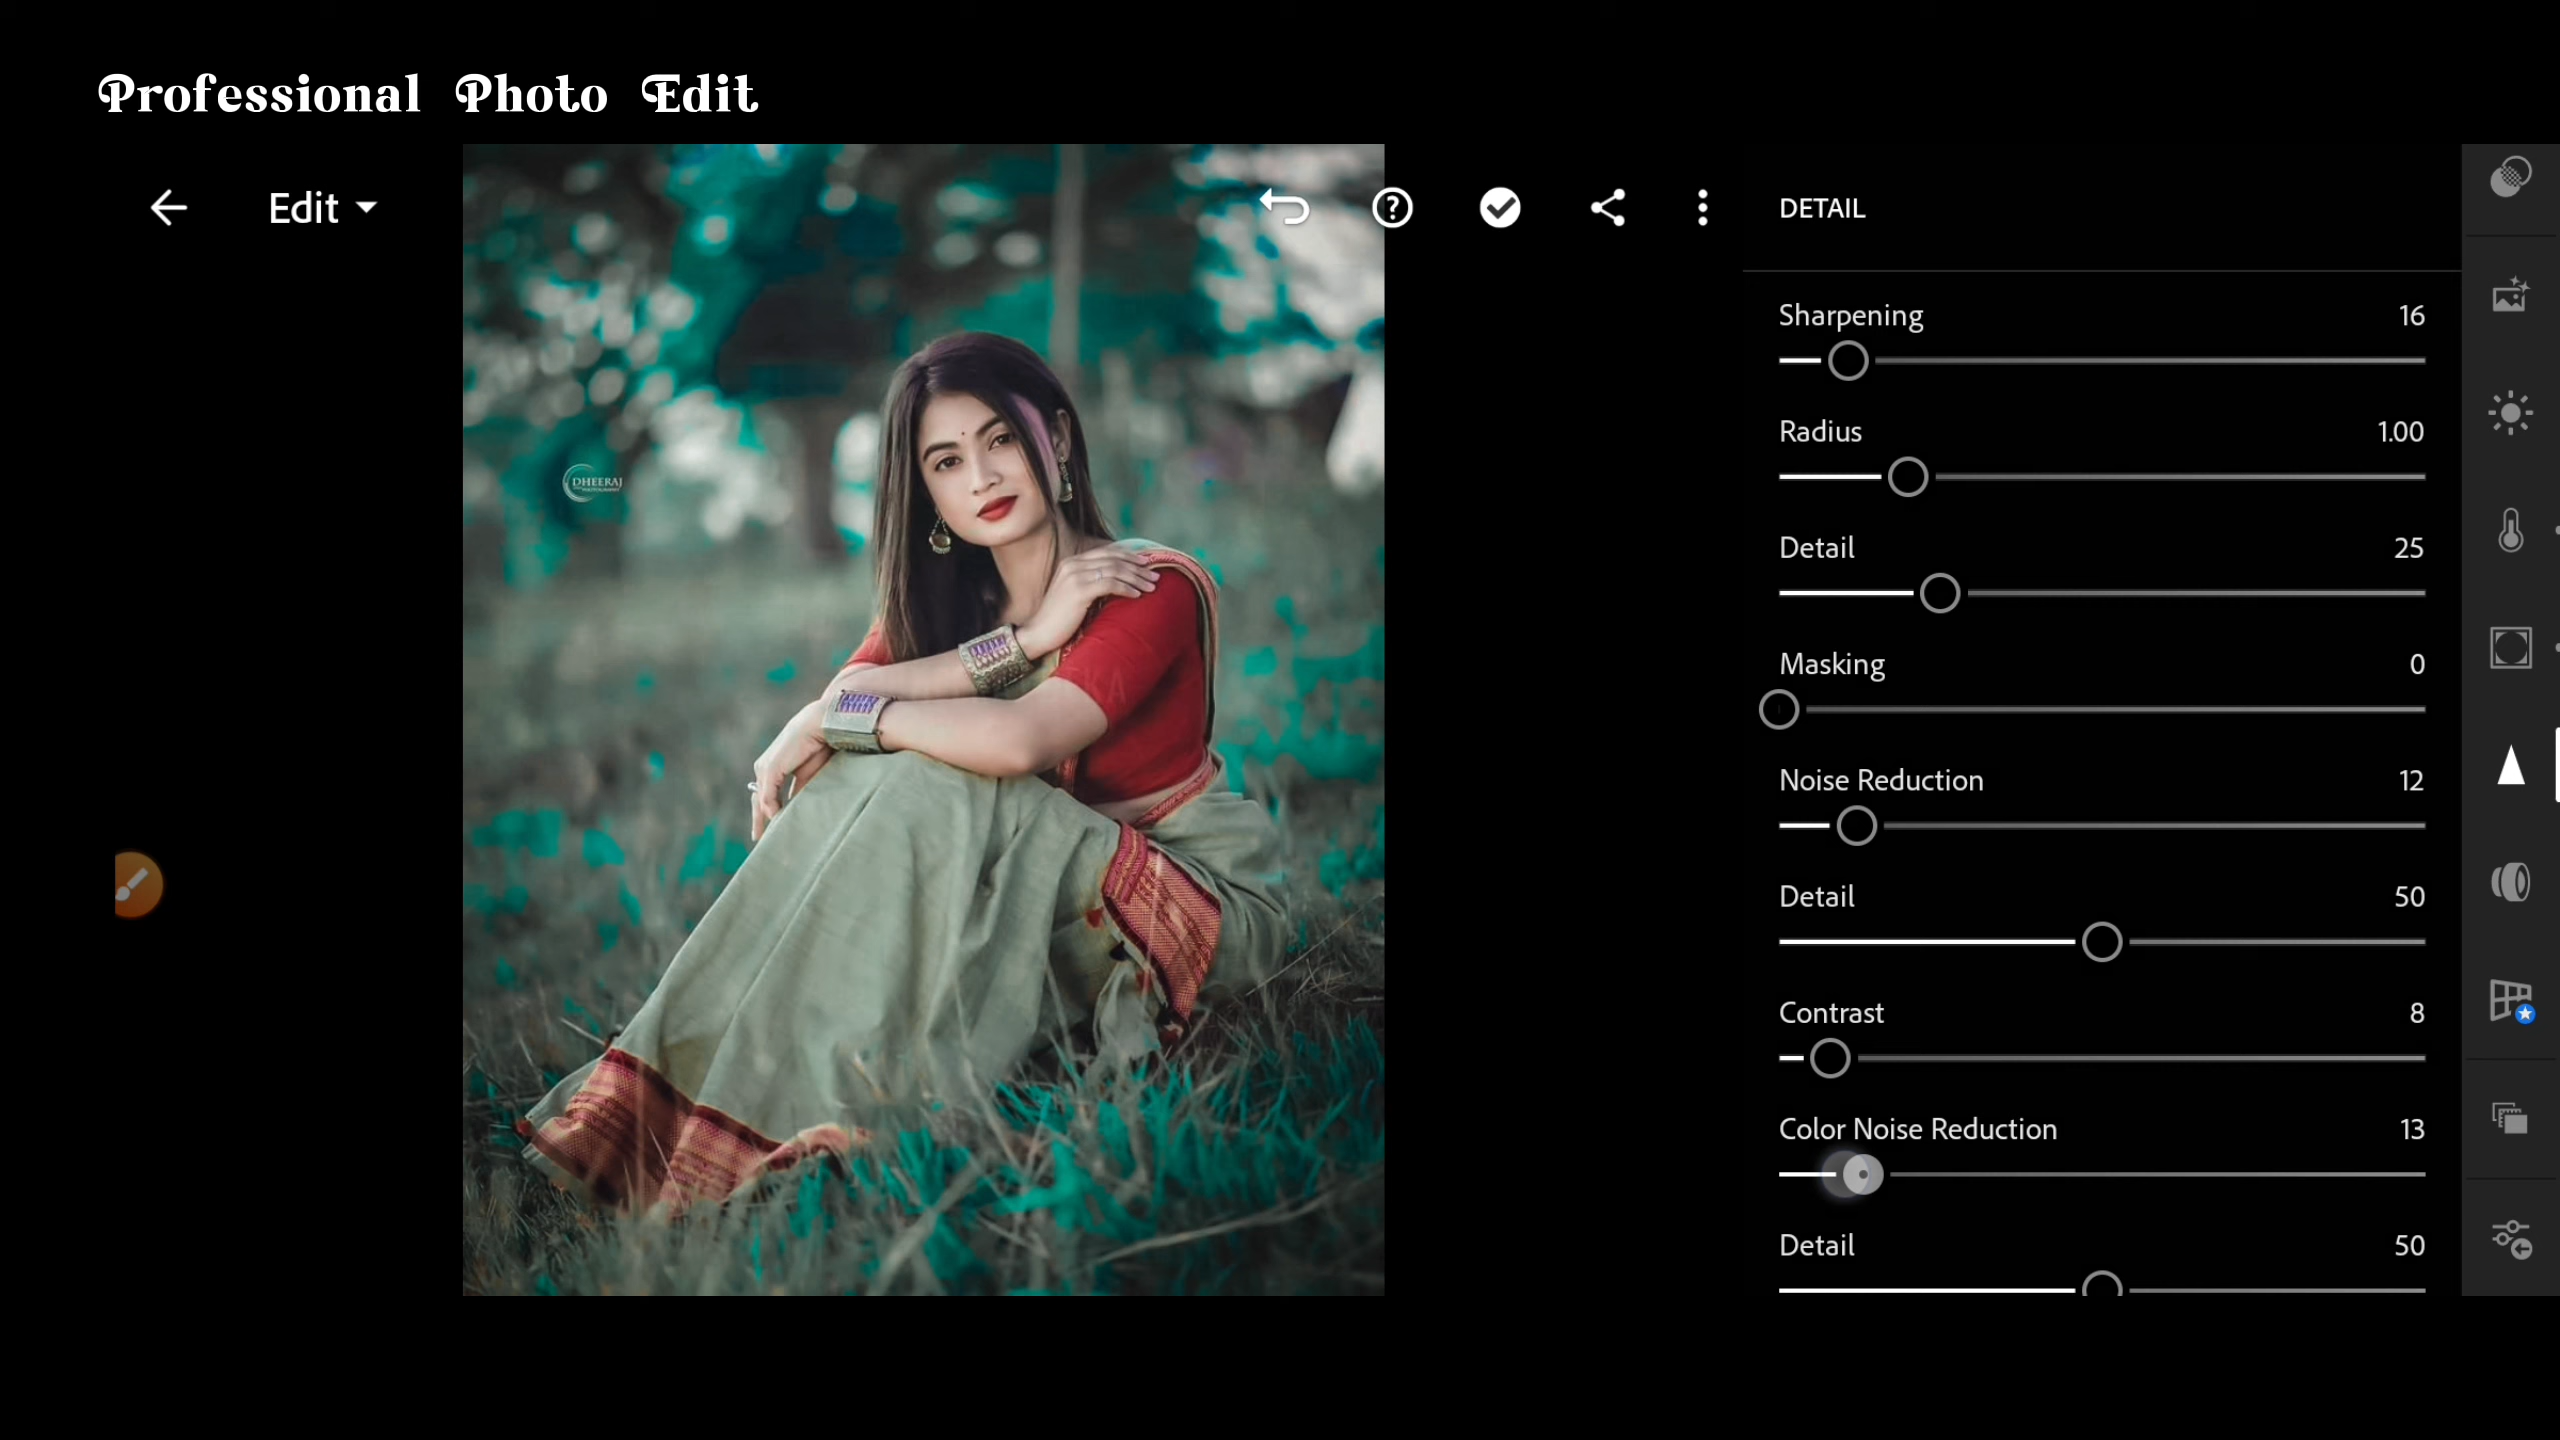 Professional Photo Edit
Edit
DETAIL
Sharpening 16
Radius 1.00
Detail 25
Masking 0
Noise Reduction 12
Detail 50
Contrast 8
Color Noise Reduction 13
Detail 50
DHEERAJ